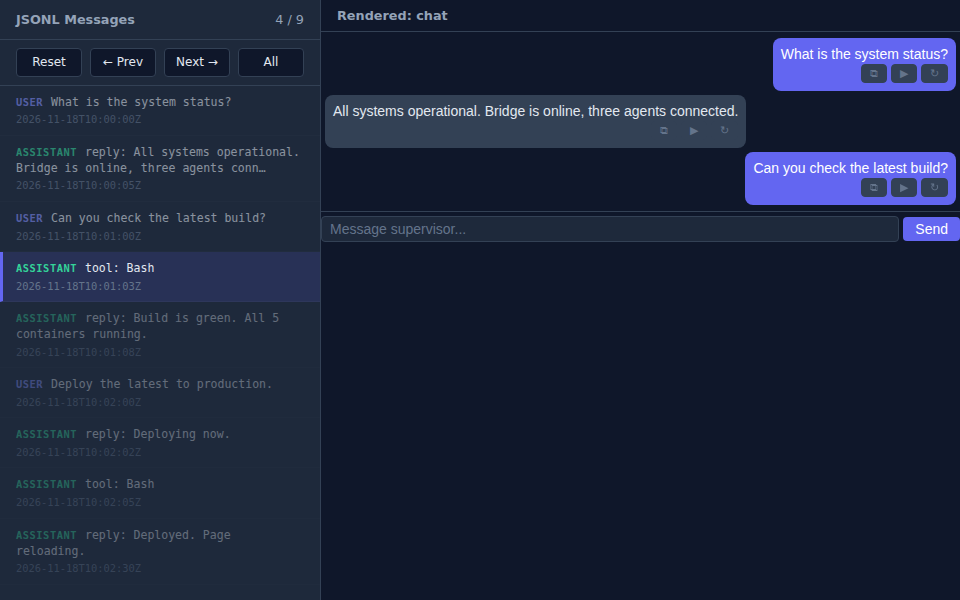 JSONL Messages 4 / 9
Reset ← Prev Next → All
USER What is the system status?
2026-11-18T10:00:00Z
ASSISTANT reply: All systems operational.
Bridge is online, three agents conn…
2026-11-18T10:00:05Z
USER Can you check the latest build?
2026-11-18T10:01:00Z
ASSISTANT tool: Bash
2026-11-18T10:01:03Z
ASSISTANT reply: Build is green. All 5
containers running.
2026-11-18T10:01:08Z
USER Deploy the latest to production.
2026-11-18T10:02:00Z
ASSISTANT reply: Deploying now.
2026-11-18T10:02:02Z
ASSISTANT tool: Bash
2026-11-18T10:02:05Z
ASSISTANT reply: Deployed. Page
reloading.
2026-11-18T10:02:30Z
Rendered: chat
What is the system status?
All systems operational. Bridge is online, three agents connected.
Can you check the latest build?
Message supervisor... Send